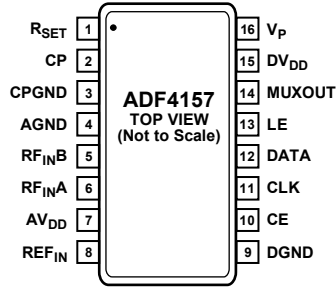 RSET 1
CP 2
CPGND 3
AGND 4
RFINB 5
RFINA 6
AVDD 7
REFIN 8
ADF4157
TOP VIEW
(Not to Scale)
16 VP
15 DVDD
14 MUXOUT
13 LE
12 DATA
11 CLK
10 CE
9 DGND